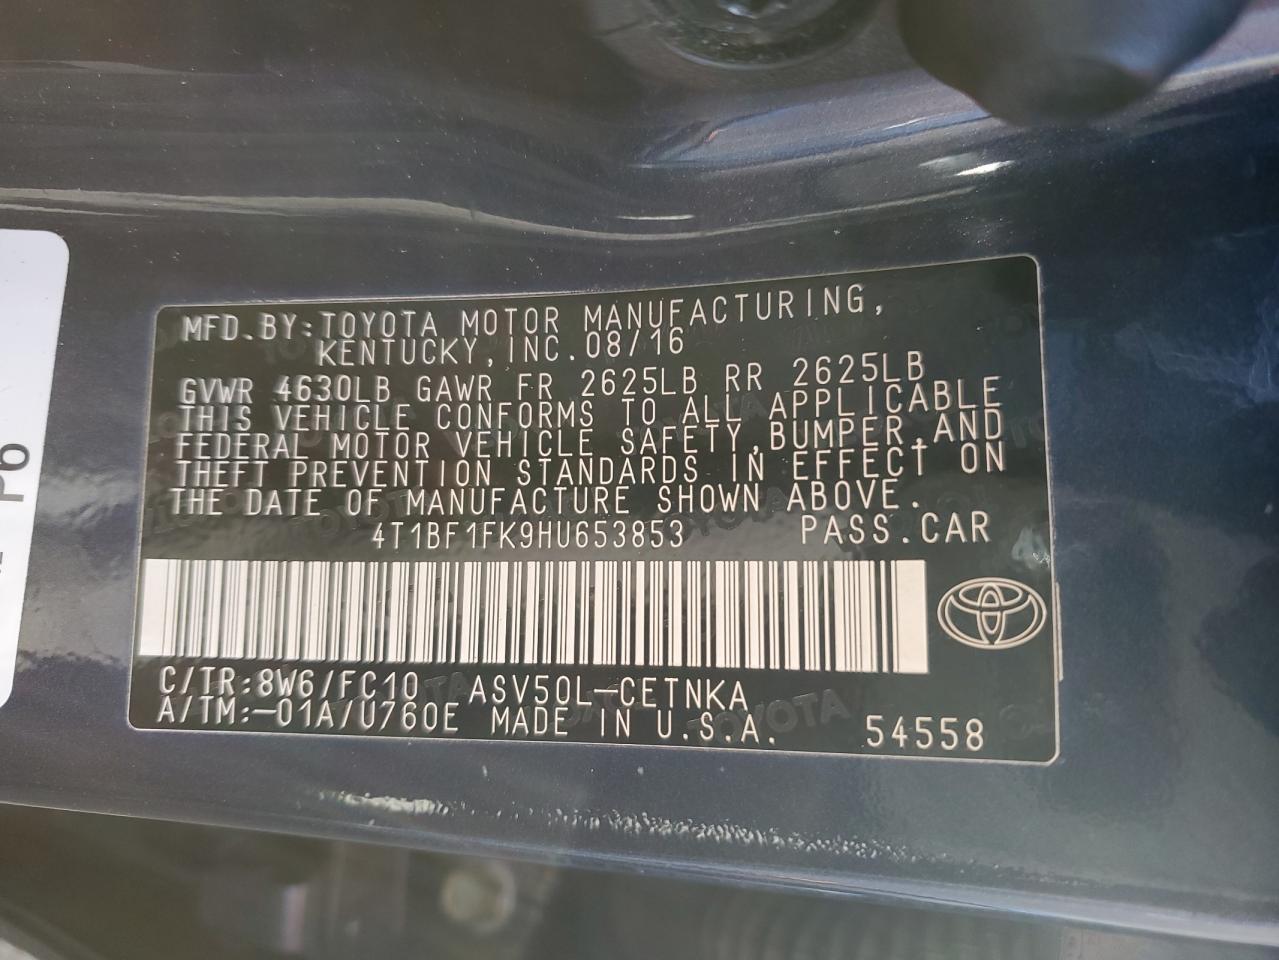 MFD.BY:TOYOTA MOTOR MANUFACTURING,
KENTUCKY,INC.08/16
GVWR 4630LB GAWR FR 2625LB RR 2625LB
THIS VEHICLE CONFORMS TO ALL APPLICABLE
FEDERAL MOTOR VEHICLE SAFETY,BUMPER,AND
THEFT PREVENTION STANDARDS IN EFFECT ON
THE DATE OF MANUFACTURE SHOWN ABOVE.
4T1BF1FK9HU653853 PASS.CAR
C/TR:8W6/FC10 ASV50L-CETNKA
A/TM:-01A/U760E MADE IN U.S.A. 54558